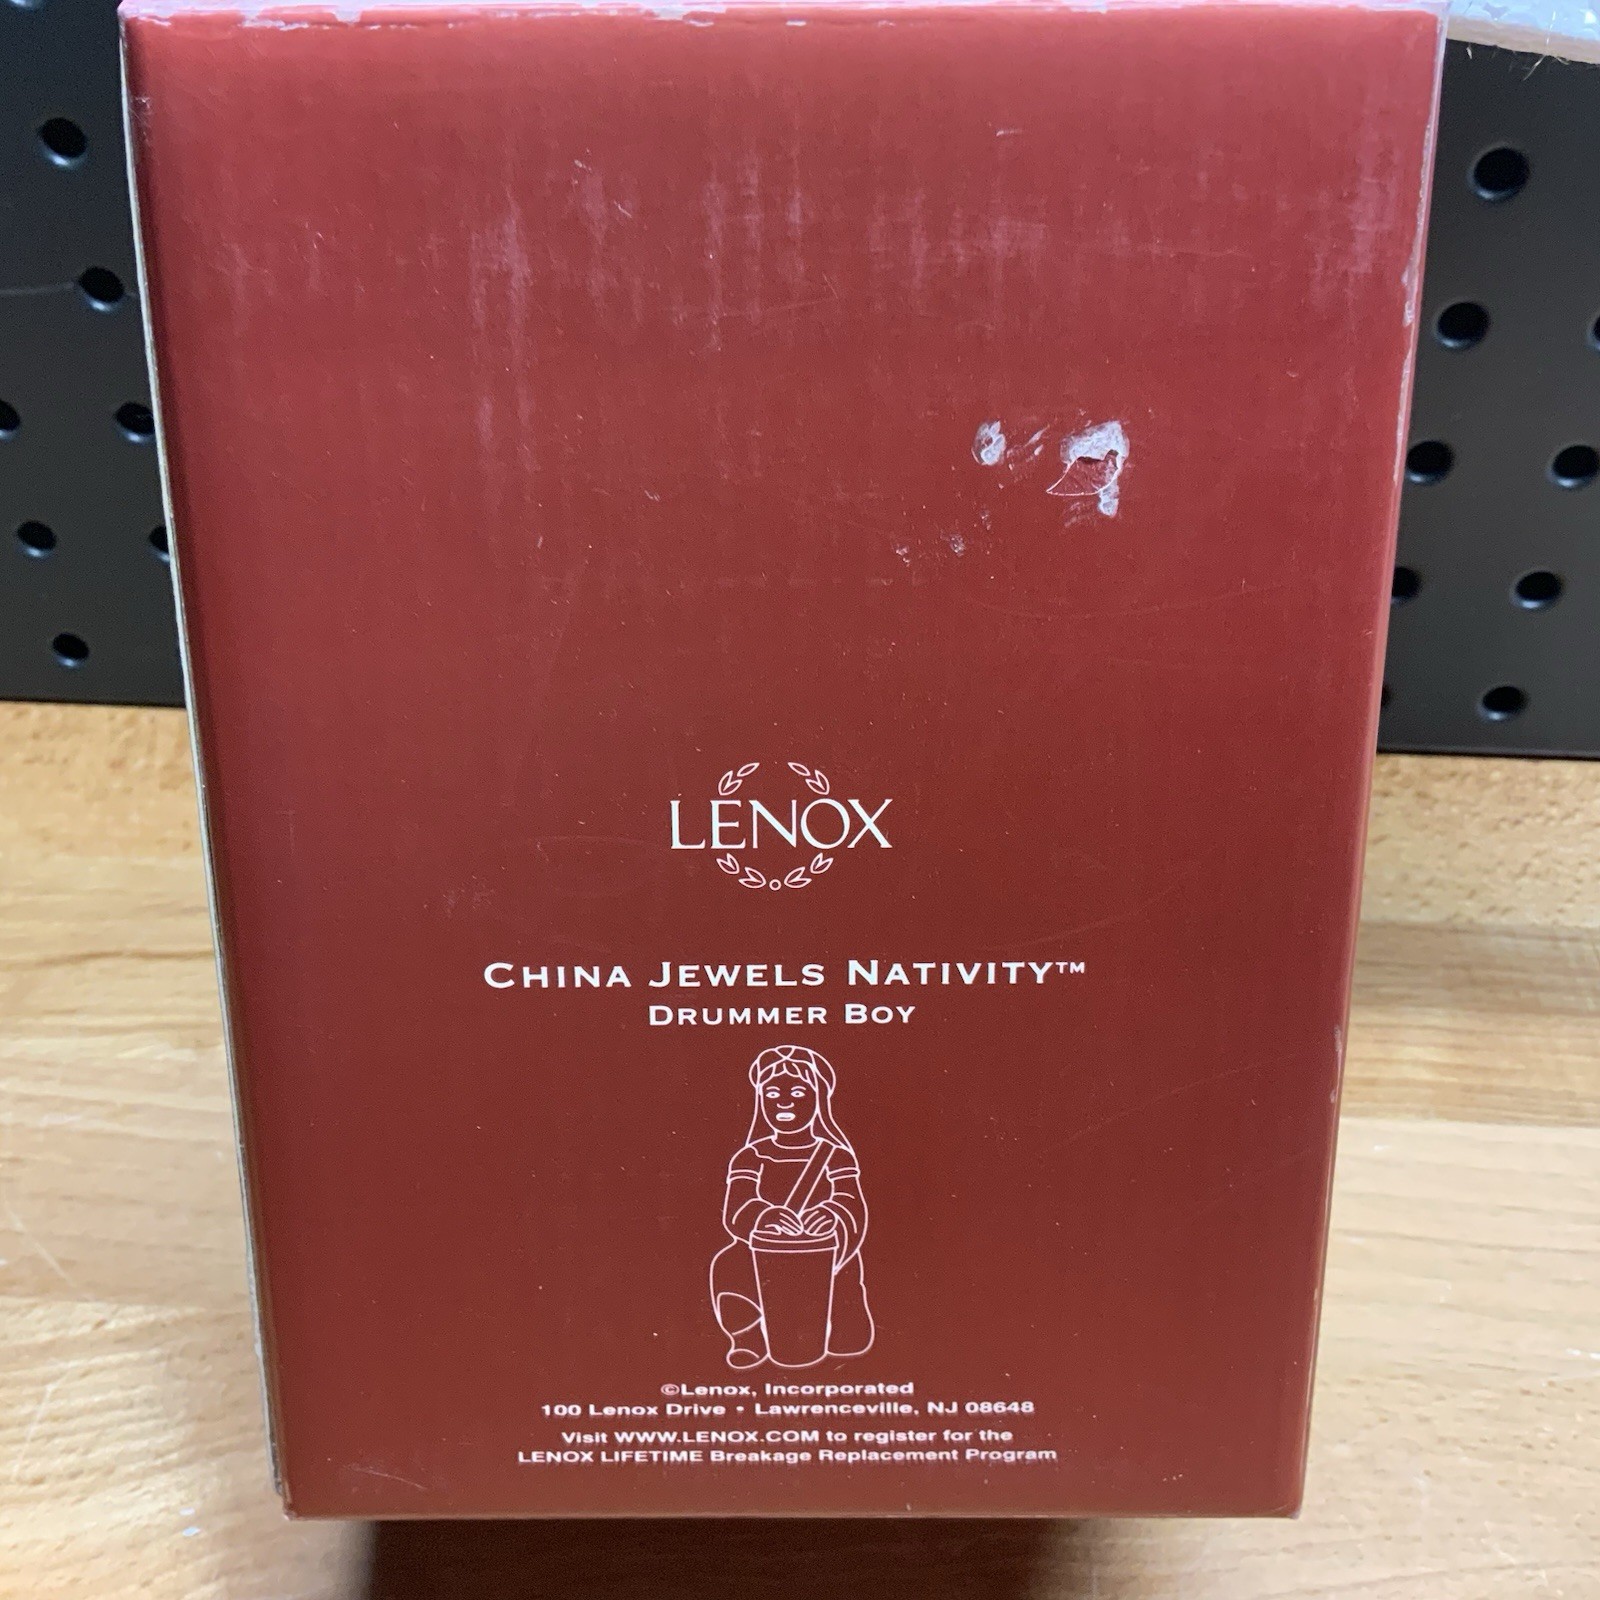 LENOX
CHINA JEWELS NATIVITY™
DRUMMER BOY
©Lenox, Incorporated
100 Lenox Drive • Lawrenceville, NJ 08648
Visit WWW.LENOX.COM to register for the
LENOX LIFETIME Breakage Replacement Program